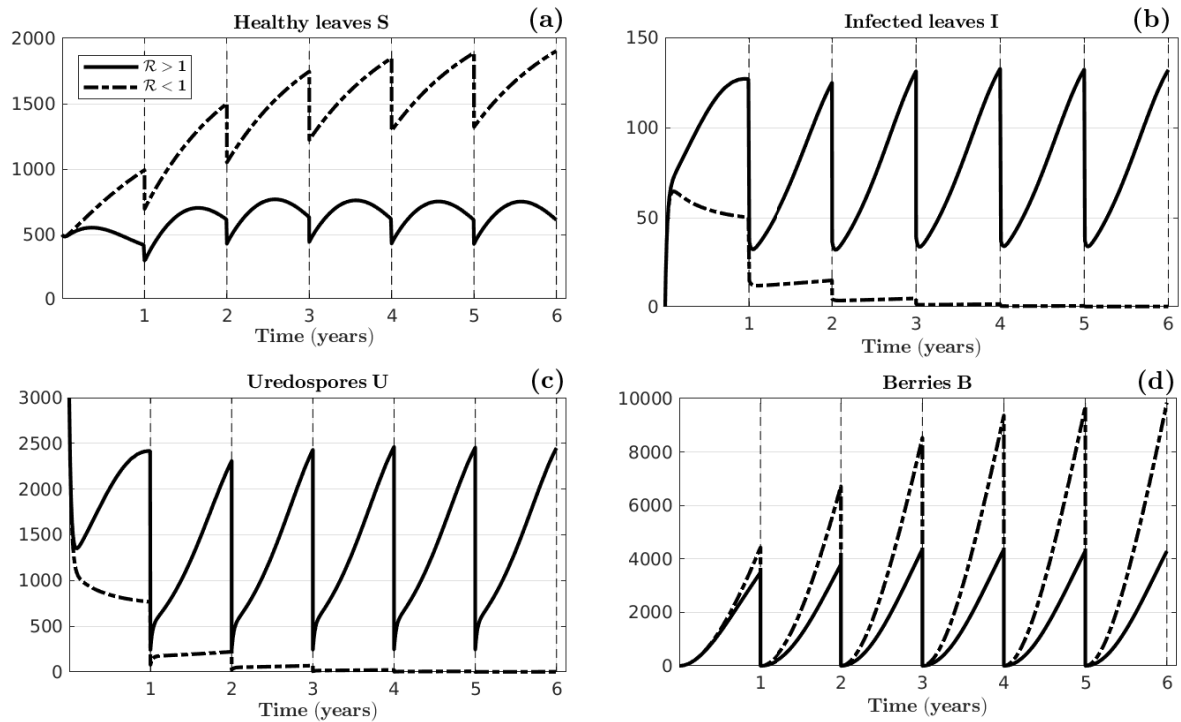 Healthy leaves S
(a)
2000
1500
1000
500
0
R > 1
R < 1
1 2 3 4 5 6
Time (years)
Infected leaves I
(b)
150
100
50
0
1 2 3 4 5 6
Time (years)
Uredospores U
(c)
3000
2500
2000
1500
1000
500
0
1 2 3 4 5 6
Time (years)
Berries B
(d)
10000
8000
6000
4000
2000
0
1 2 3 4 5 6
Time (years)